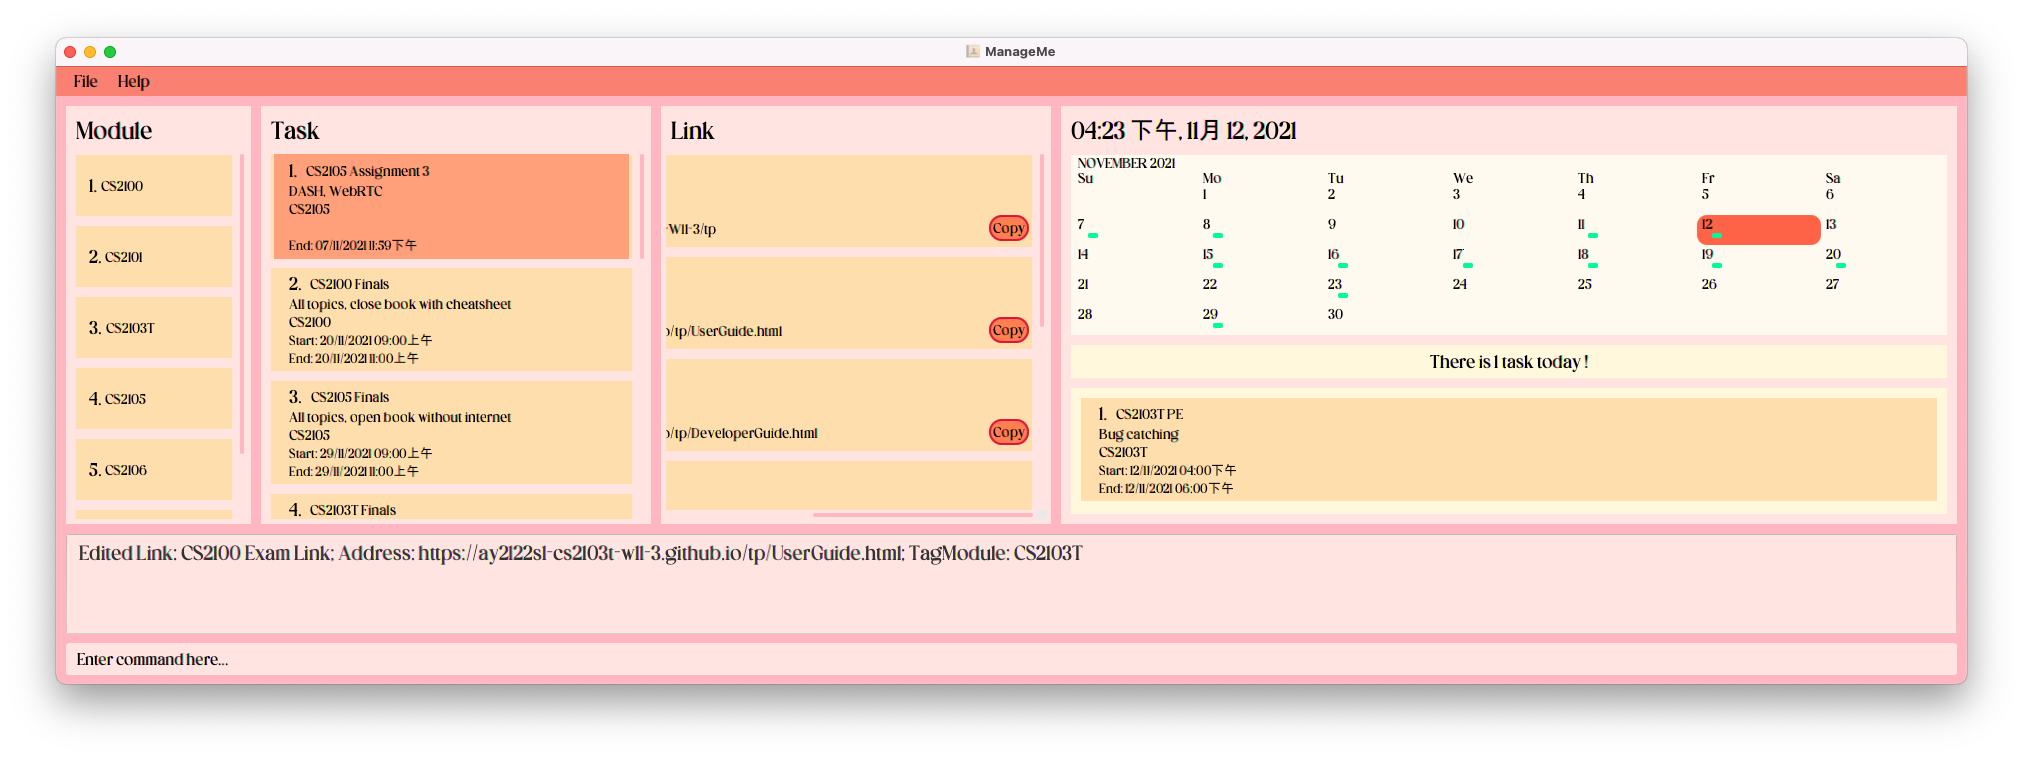 ManageMe
File Help
Module
1. CS2100
2. CS2101
3. CS2103T
4. CS2105
5. CS2106
Task
1. CS2105 Assignment 3
DASH, WebRTC
CS2105
End: 07/11/2021 11:59下午
2. CS2100 Finals
All topics, close book with cheatsheet
CS2100
Start: 20/11/2021 09:00上午
End: 20/11/2021 11:00上午
3. CS2105 Finals
All topics, open book without internet
CS2105
Start: 29/11/2021 09:00上午
End: 29/11/2021 11:00上午
4. CS2103T Finals
Link
-W11-3/tp Copy
o/tp/UserGuide.html Copy
o/tp/DeveloperGuide.html Copy
04:23 下午, 11月 12, 2021
NOVEMBER 2021
Su Mo Tu We Th Fr Sa
1 2 3 4 5 6
7 8 9 10 11 12 13
14 15 16 17 18 19 20
21 22 23 24 25 26 27
28 29 30
There is 1 task today !
1. CS2103T PE
Bug catching
CS2103T
Start: 12/11/2021 04:00下午
End: 12/11/2021 06:00下午
Edited Link: CS2100 Exam Link; Address: https://ay2122s1-cs2103t-w11-3.github.io/tp/UserGuide.html; TagModule: CS2103T
Enter command here...